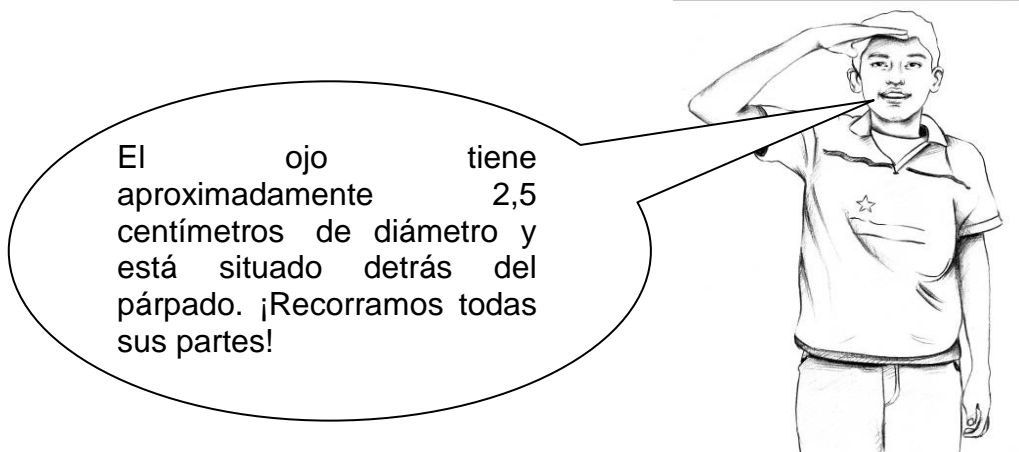 El ojo tiene
aproximadamente 2,5
centímetros de diámetro y
está situado detrás del
párpado. ¡Recorramos todas
sus partes!